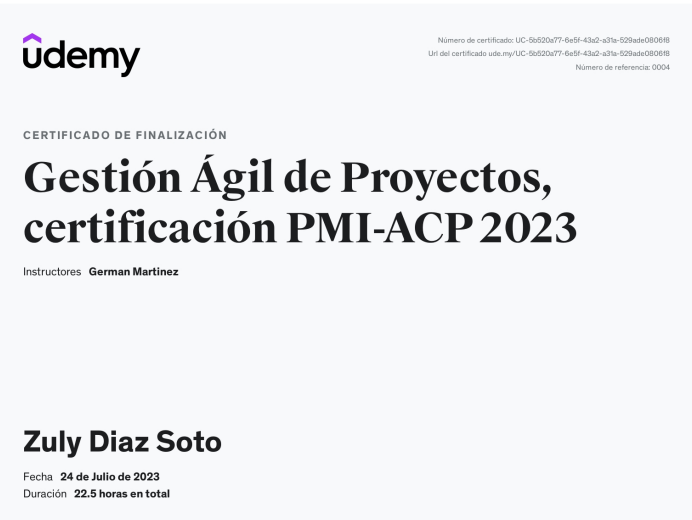 Número de certificado: UC-5b520a77-6e5f-43a2-a31a-529ade0806f8
Url del certificado ude.my/UC-5b520a77-6e5f-43a2-a31a-529ade0806f8
Número de referencia: 0004
udemy
CERTIFICADO DE FINALIZACIÓN
Gestión Ágil de Proyectos,
certificación PMI-ACP 2023
Instructores German Martinez
Zuly Diaz Soto
Fecha 24 de Julio de 2023
Duración 22.5 horas en total